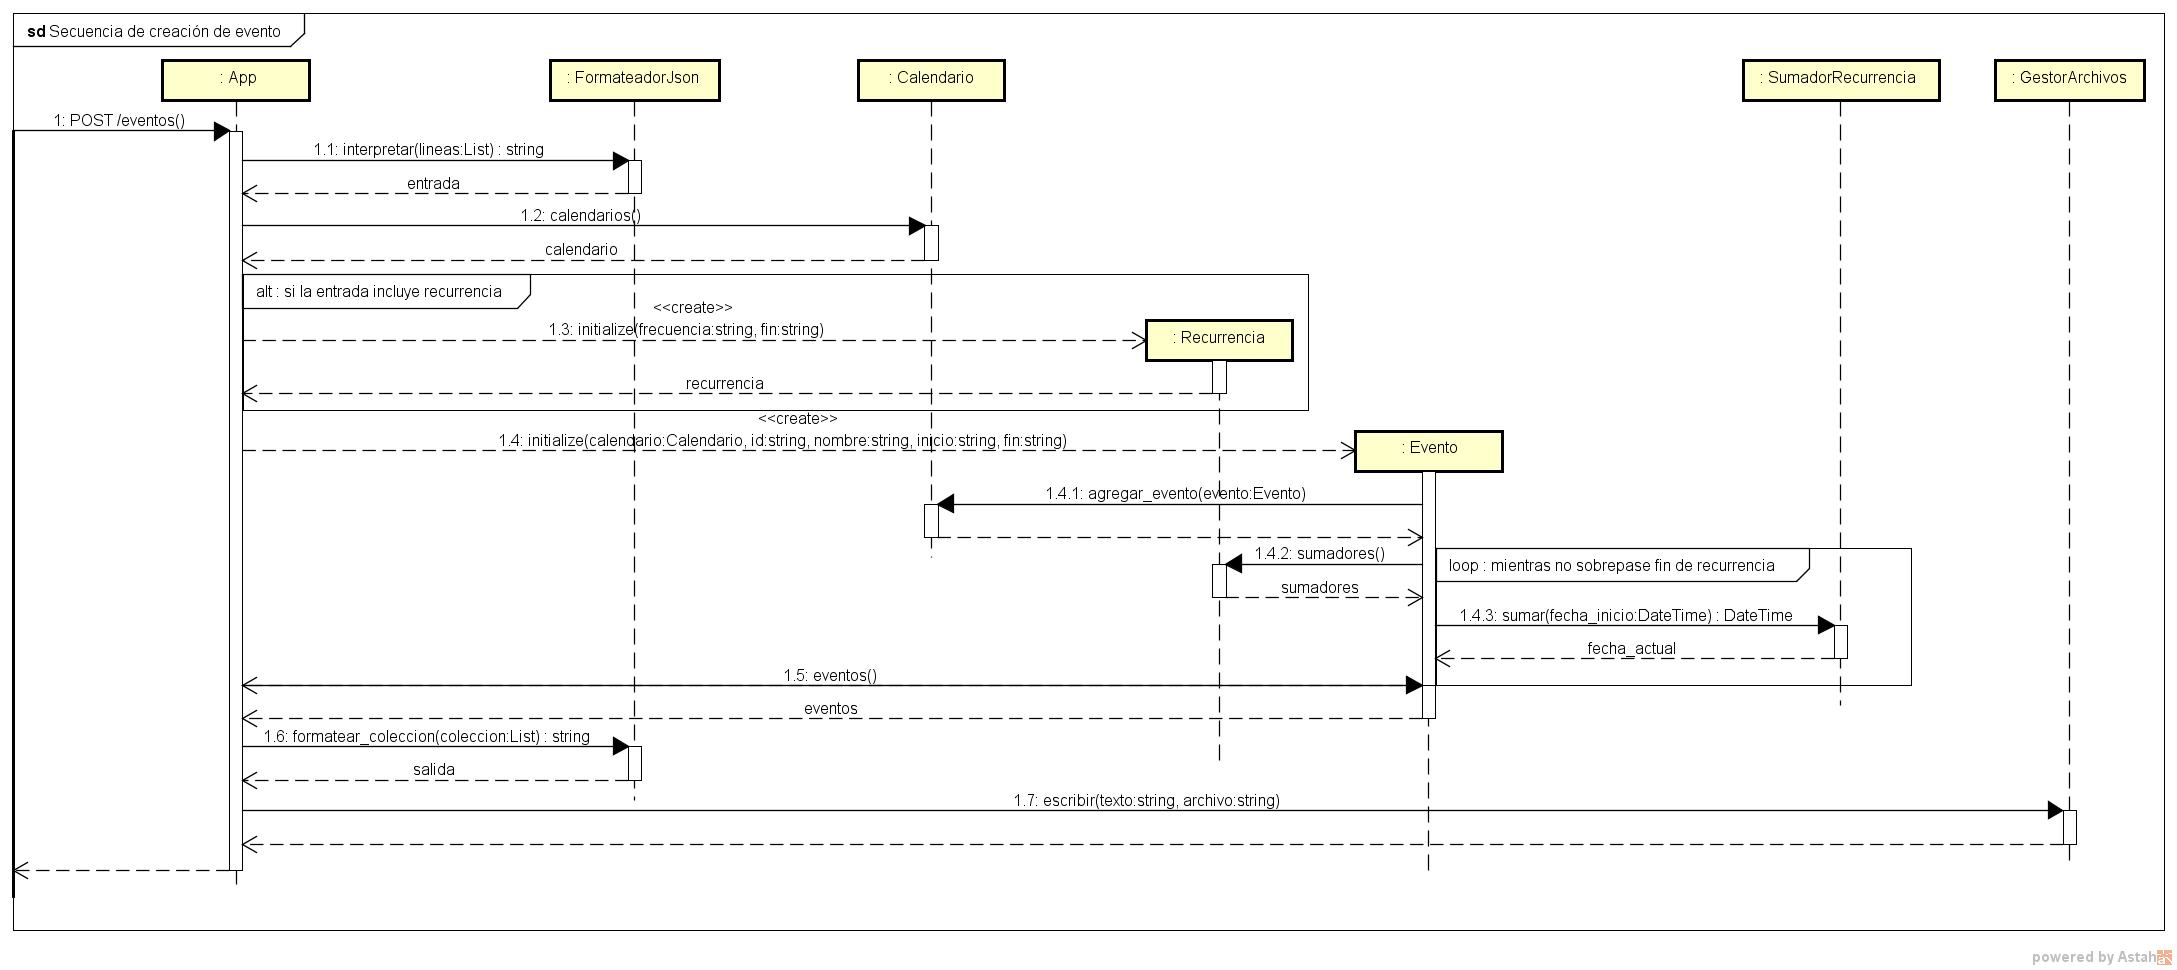 sd Secuencia de creación de evento
: App
: FormateadorJson
: Calendario
: SumadorRecurrencia
: GestorArchivos
1: POST /eventos()
1.1: interpretar(lineas:List) : string
entrada
1.2: calendarios()
calendario
alt : si la entrada incluye recurrencia
<<create>>
1.3: initialize(frecuencia:string, fin:string)
: Recurrencia
recurrencia
<<create>>
1.4: initialize(calendario:Calendario, id:string, nombre:string, inicio:string, fin:string)
: Evento
1.4.1: agregar_evento(evento:Evento)
1.4.2: sumadores()
loop : mientras no sobrepase fin de recurrencia
sumadores
1.4.3: sumar(fecha_inicio:DateTime) : DateTime
fecha_actual
1.5: eventos()
eventos
1.6: formatear_coleccion(coleccion:List) : string
salida
1.7: escribir(texto:string, archivo:string)
powered by Astah